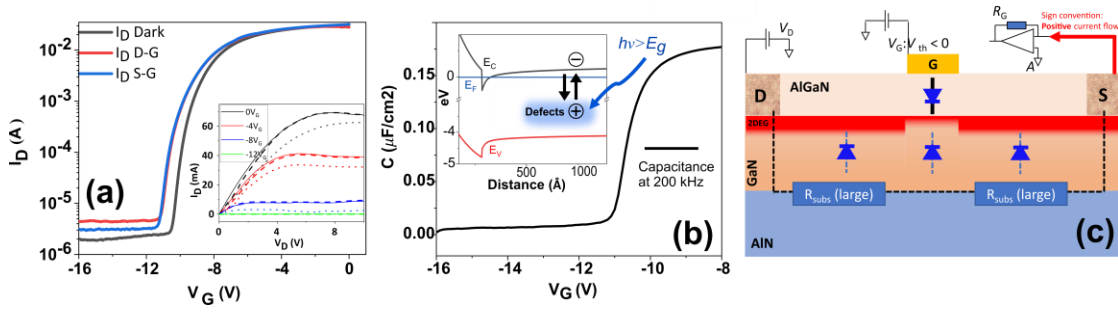 I_D Dark
I_D D-G
I_D S-G
10^-2
10^-3
10^-4
10^-5
10^-6
I_D (A)
(a)
-16
-12
-8
-4
0
V_G (V)
0V_G
-4V_G
-8V_G
-12V_G
60
40
20
0
I_D (mA)
0
5
V_D (V)
0.15
0.10
0.05
0.00
C (μF/cm2)
E_C
E_F
E_V
0
-4
-5
eV
500
1000
Distance (Å)
Defects
hν>E_g
Capacitance
at 200 kHz
(b)
-16
-14
-12
-10
-8
V_G (V)
V_D
V_G:V_th < 0
R_G
A
Sign convention:
Positive current flow
G
AlGaN
D
S
2DEG
GaN
R_subs (large)
R_subs (large)
AlN
(c)